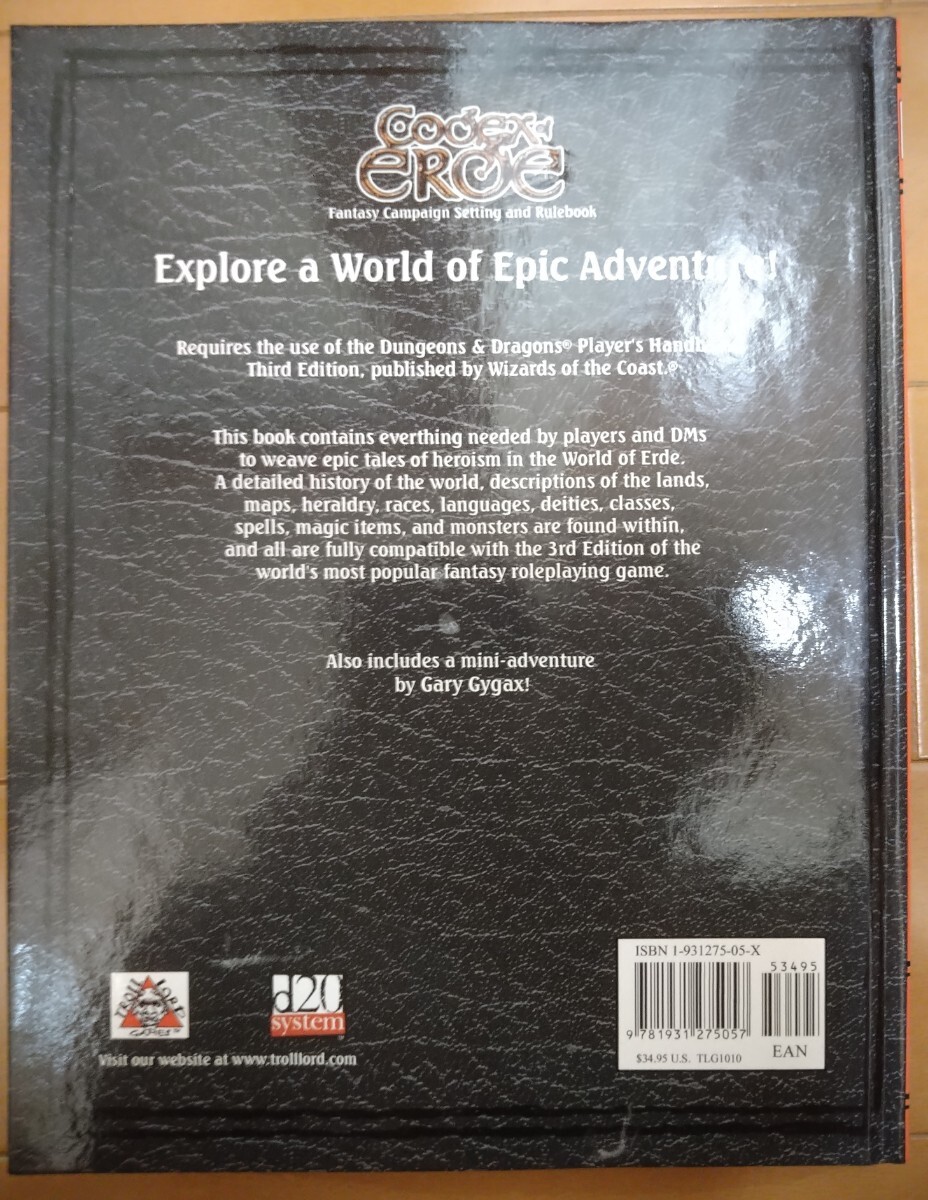 Codex of
ERDE
Fantasy Campaign Setting and Rulebook
Explore a World of Epic Adventure!
Requires the use of the Dungeons & Dragons® Player's
Third Edition, published by Wizards of the Coast.®
This book contains everthing needed by players and DMs
to weave epic tales of heroism in the World of Erde.
A detailed history of the world, descriptions of the lands,
maps, heraldry, races, languages, deities, classes,
spells, magic items, and monsters are found within,
and all are fully compatible with the 3rd Edition of the
world's most popular fantasy roleplaying game.
Also includes a mini-adventure
by Gary Gygax!
TROLL LORD
GAMES™
d20
system
Visit our website at www.trolllord.com
ISBN 1-931275-05-X
53495
9 781931 275057
$34.95 U.S. TLG1010
EAN